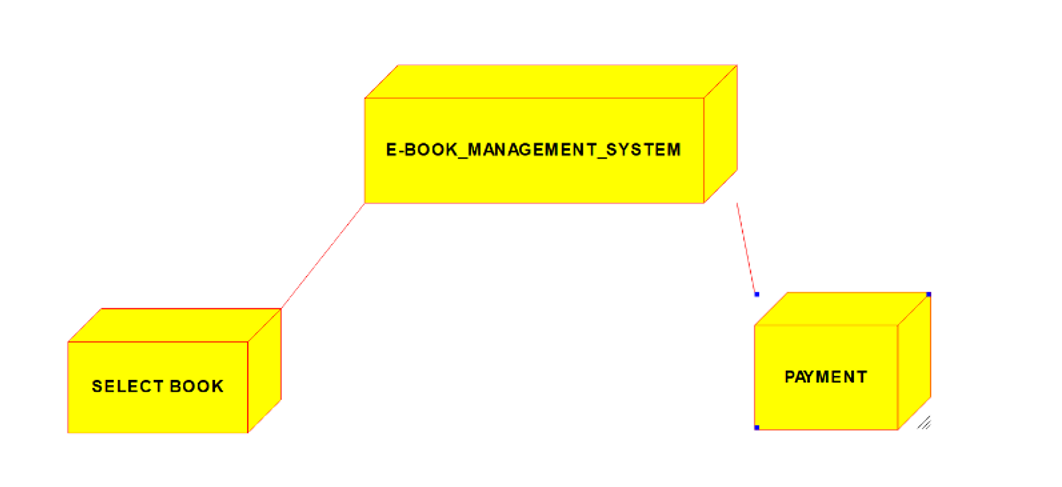 E-BOOK_MANAGEMENT_SYSTEM
SELECT BOOK
PAYMENT